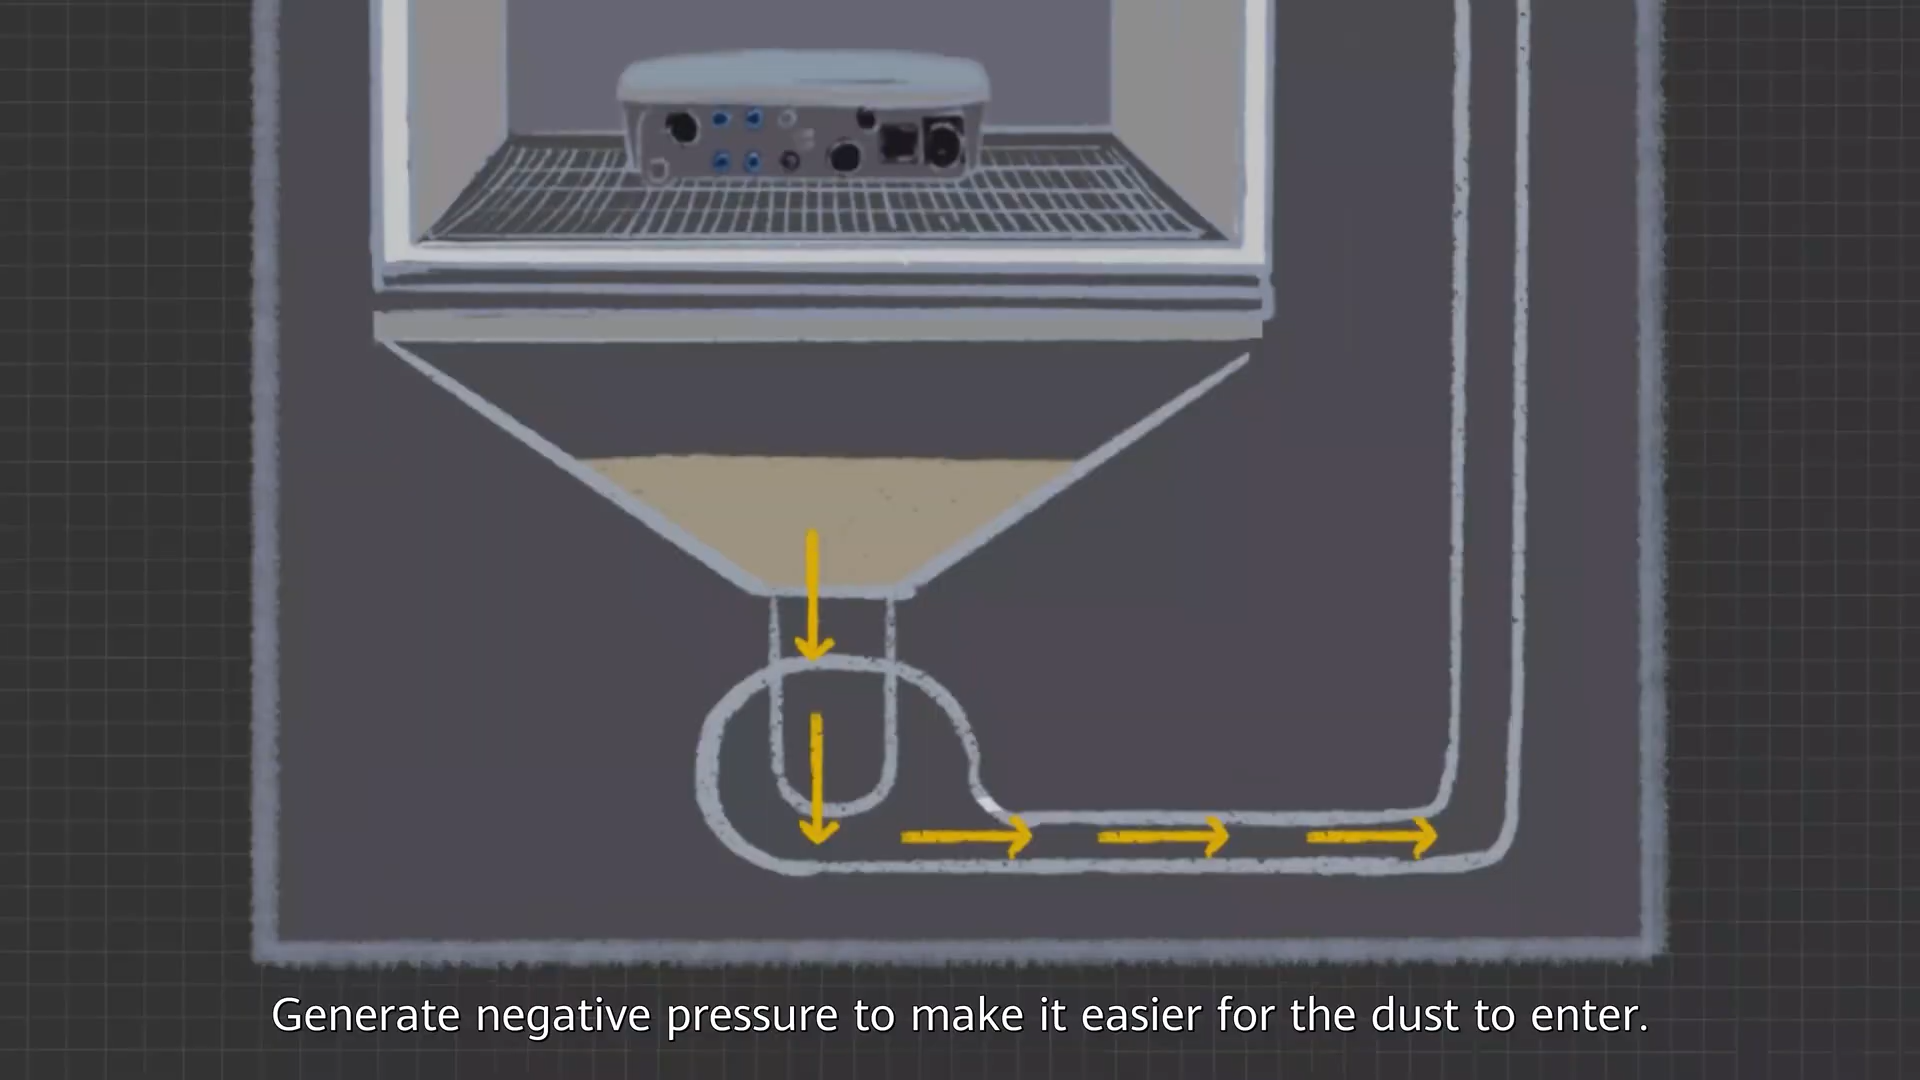 Generate negative pressure to make it easier for the dust to enter.